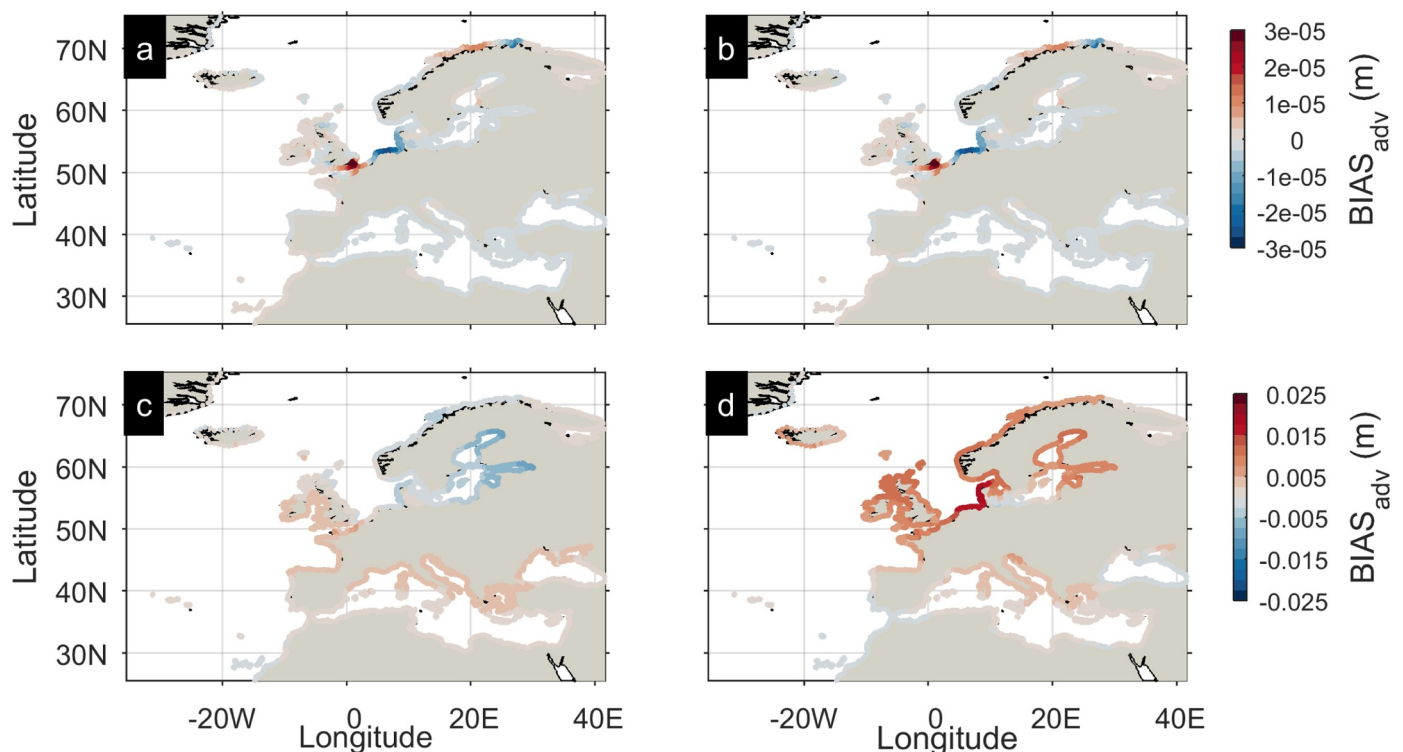 a
b
70N
60N
50N
40N
30N
Latitude
3e-05
2e-05
1e-05
0
-1e-05
-2e-05
-3e-05
BIAS_adv (m)
c
d
70N
60N
50N
40N
30N
Latitude
0.025
0.015
0.005
-0.005
-0.015
-0.025
BIAS_adv (m)
-20W 0 20E 40E
Longitude
-20W 0 20E 40E
Longitude